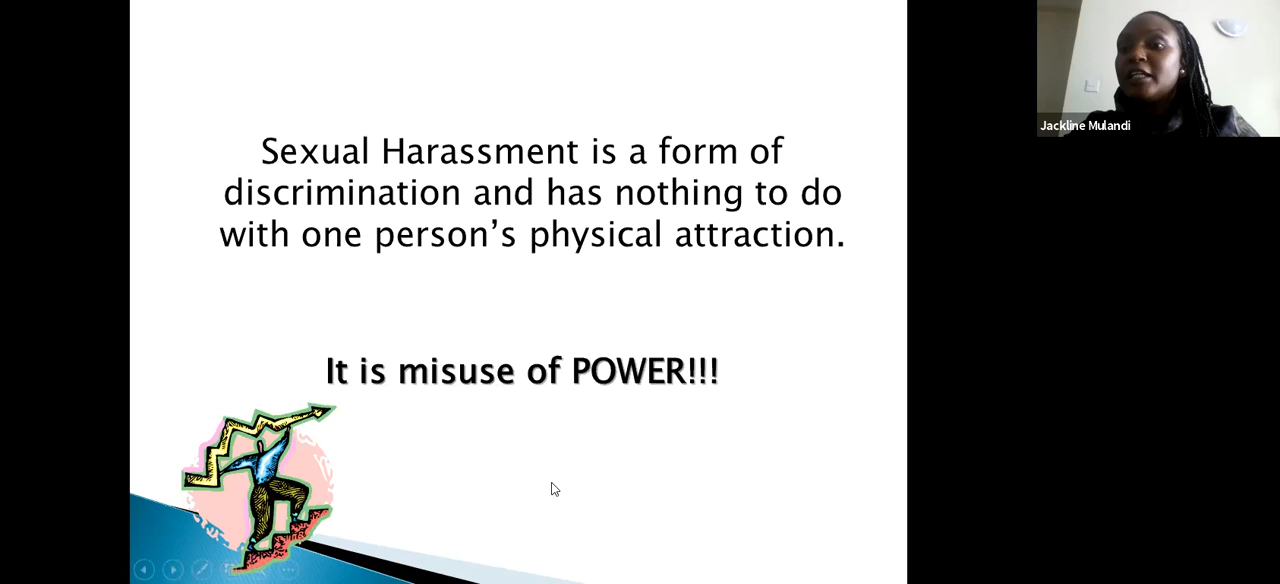 Sexual Harassment is a form of
discrimination and has nothing to do
with one person’s physical attraction.
It is misuse of POWER!!!
Jackline Mulandi